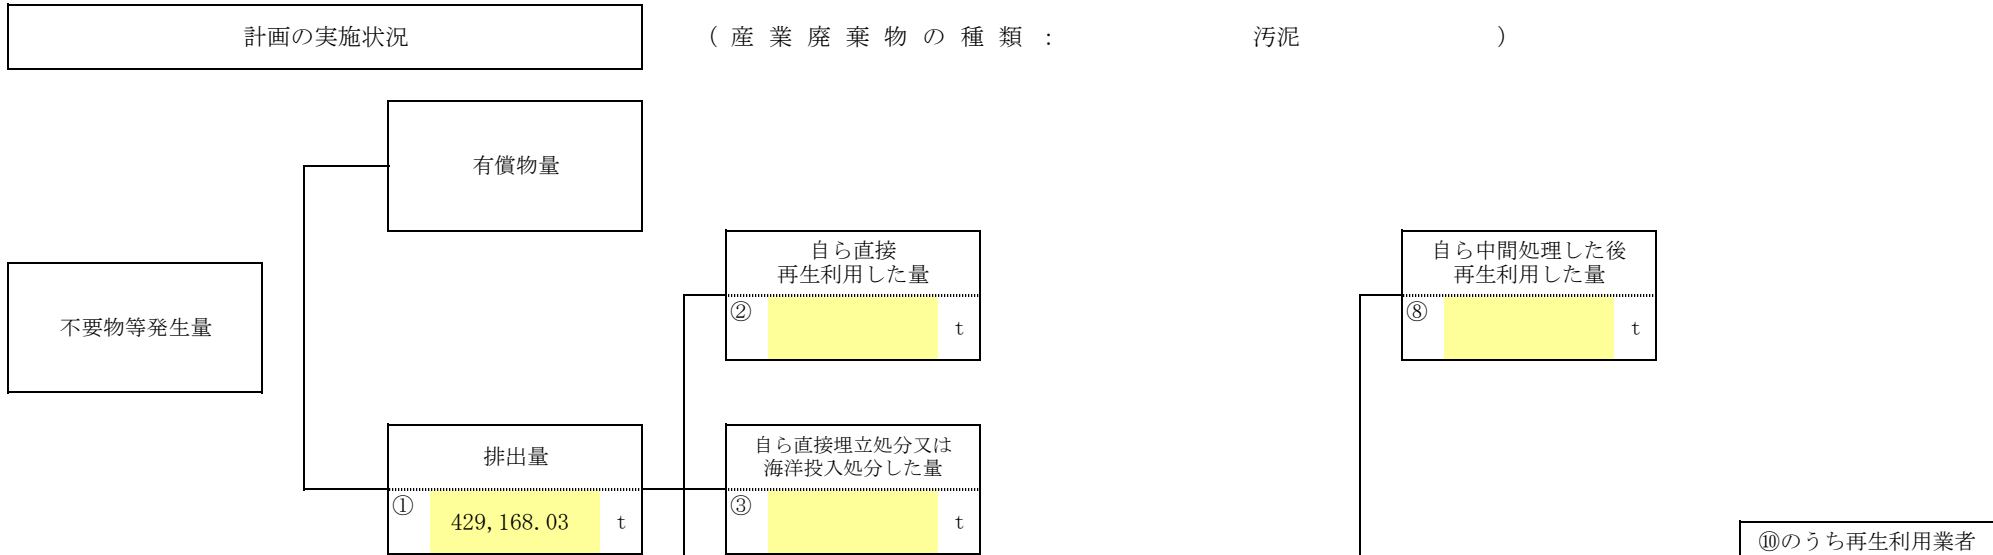 計画の実施状況
（産業廃棄物の種類： 汚泥 ）
有償物量
自ら直接
再生利用した量
② t
自ら中間処理した後
再生利用した量
⑧ t
不要物等発生量
排出量
① 429,168.03 t
自ら直接埋立処分又は
海洋投入処分した量
③ t
⑩のうち再生利用業者